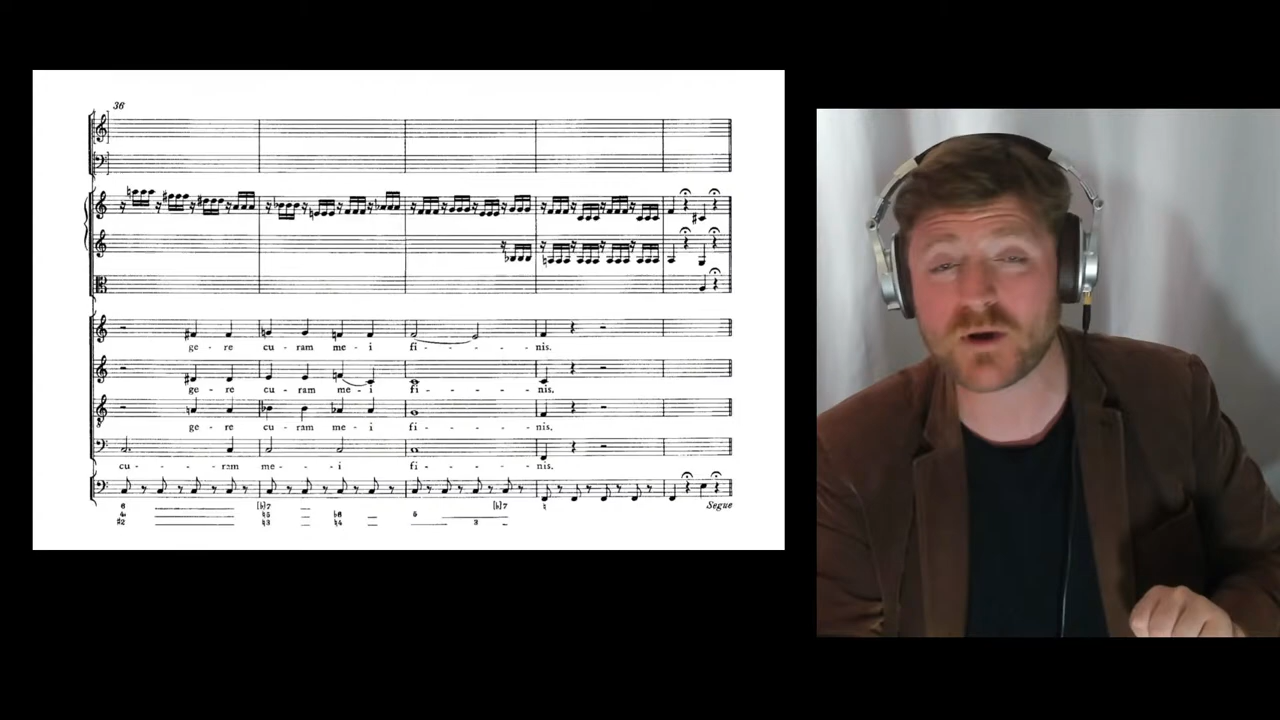 36
ge - re cu - ram me - i fi - - - - nis.
ge - re cu - ram me - i fi - - - - nis.
ge - re cu - ram me - i fi - - - - nis.
cu - - - ram me - - - i fi - - - - nis.
Segue